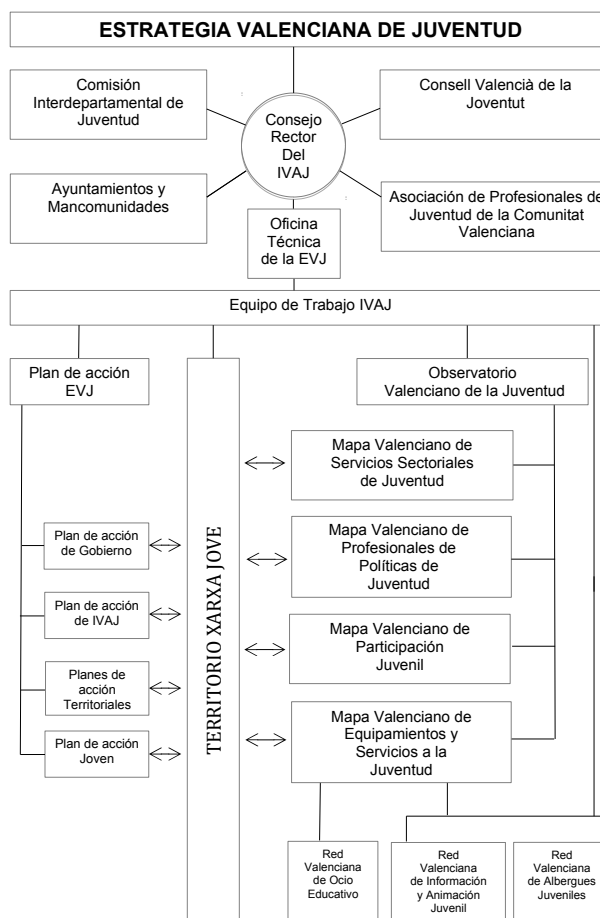 ESTRATEGIA VALENCIANA DE JUVENTUD
Comisión
Interdepartamental de
Juventud
Consell Valencià de la
Joventut
Consejo
Rector
Del
IVAJ
Ayuntamientos y
Mancomunidades
Asociación de Profesionales de
Juventud de la Comunitat
Valenciana
Oficina
Técnica
de la EVJ
Equipo de Trabajo IVAJ
Plan de acción
EVJ
Observatorio
Valenciano de la Juventud
TERRITORIO XARXA JOVE
Mapa Valenciano de
Servicios Sectoriales
de Juventud
Plan de acción
de Gobierno
Mapa Valenciano de
Profesionales de
Políticas de
Juventud
Plan de acción
de IVAJ
Mapa Valenciano de
Participación
Juvenil
Planes de
acción
Territoriales
Mapa Valenciano de
Equipamientos y
Servicios a la
Juventud
Plan de acción
Joven
Red
Valenciana
de Ocio
Educativo
Red
Valenciana
de Información
y Animación
Juvenil
Red
Valenciana
de Albergues
Juveniles